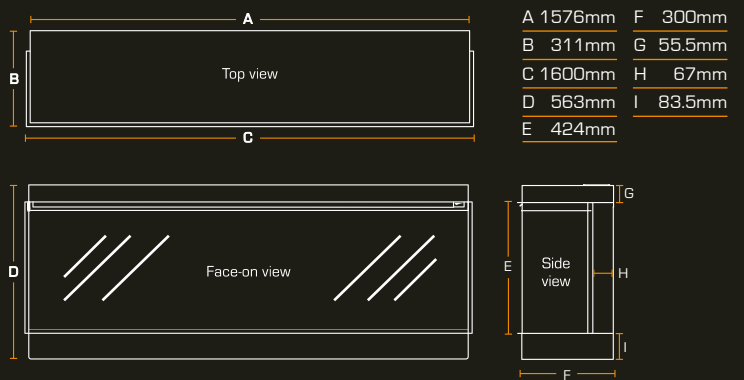 A
A 1576mm F 300mm
B 311mm G 55.5mm
C 1600mm H 67mm
D 563mm I 83.5mm
E 424mm
Top view
B
C
G
D
Face-on view
E
Side
view
H
I
F